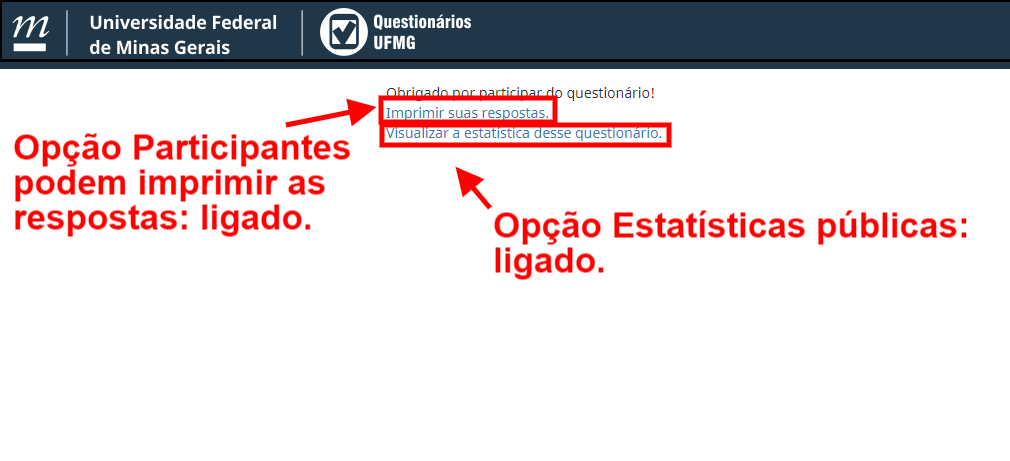 m
Universidade Federal
de Minas Gerais
Questionários
UFMG
Obrigado por participar do questionário!
Imprimir suas respostas.
Visualizar a estatística desse questionário.
Opção Participantes
podem imprimir as
respostas: ligado.
Opção Estatísticas públicas:
ligado.